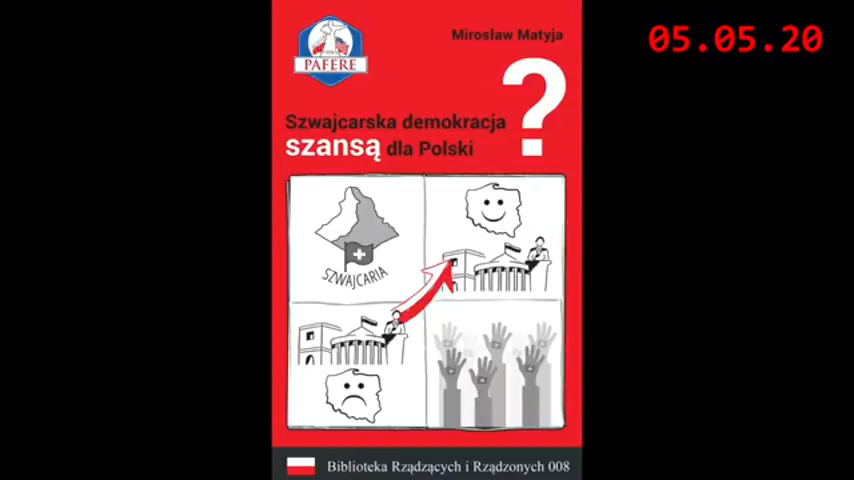 05.05.20
PAFERE
Mirosław Matyja
Szwajcarska demokracja
szansą dla Polski
?
SZWAJCARIA
Biblioteka Rządzących i Rządzonych 008